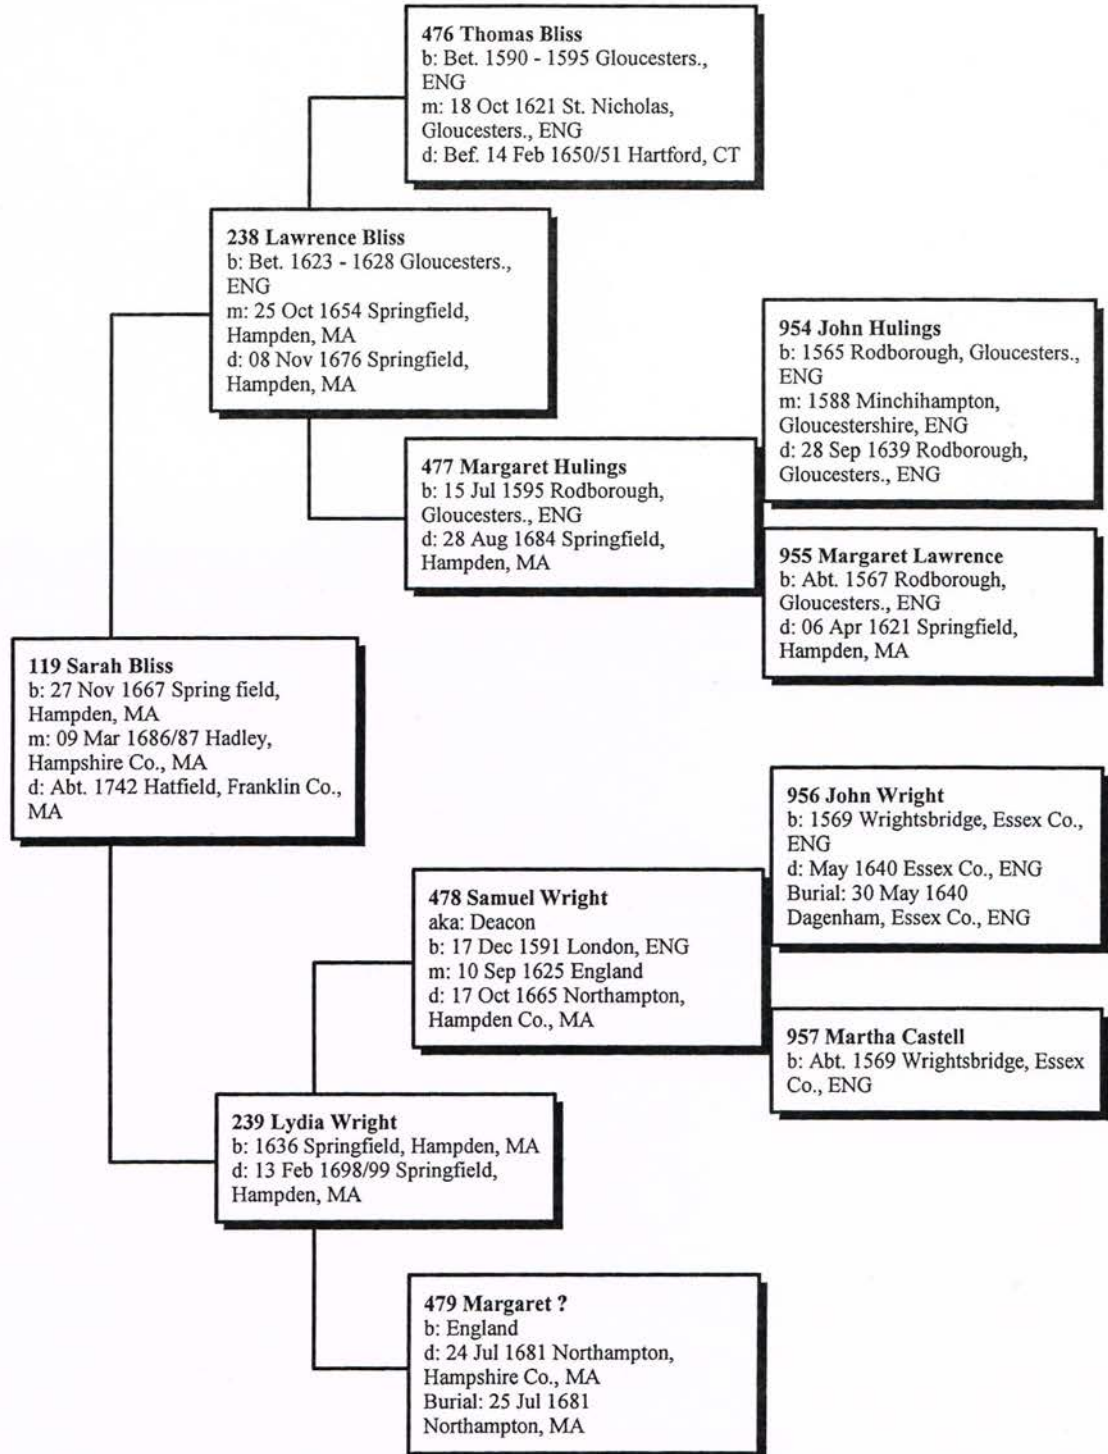 476 Thomas Bliss
b: Bet. 1590 - 1595 Gloucesters.,
ENG
m: 18 Oct 1621 St. Nicholas,
Gloucesters., ENG
d: Bef. 14 Feb 1650/51 Hartford, CT
238 Lawrence Bliss
b: Bet. 1623 - 1628 Gloucesters.,
ENG
m: 25 Oct 1654 Springfield,
Hampden, MA
d: 08 Nov 1676 Springfield,
Hampden, MA
954 John Hulings
b: 1565 Rodborough, Gloucesters.,
ENG
m: 1588 Minchihampton,
Gloucestershire, ENG
d: 28 Sep 1639 Rodborough,
Gloucesters., ENG
477 Margaret Hulings
b: 15 Jul 1595 Rodborough,
Gloucesters., ENG
d: 28 Aug 1684 Springfield,
Hampden, MA
955 Margaret Lawrence
b: Abt. 1567 Rodborough,
Gloucesters., ENG
d: 06 Apr 1621 Springfield,
Hampden, MA
119 Sarah Bliss
b: 27 Nov 1667 Spring field,
Hampden, MA
m: 09 Mar 1686/87 Hadley,
Hampshire Co., MA
d: Abt. 1742 Hatfield, Franklin Co.,
MA
956 John Wright
b: 1569 Wrightsbridge, Essex Co.,
ENG
d: May 1640 Essex Co., ENG
Burial: 30 May 1640
Dagenham, Essex Co., ENG
478 Samuel Wright
aka: Deacon
b: 17 Dec 1591 London, ENG
m: 10 Sep 1625 England
d: 17 Oct 1665 Northampton,
Hampden Co., MA
957 Martha Castell
b: Abt. 1569 Wrightsbridge, Essex
Co., ENG
239 Lydia Wright
b: 1636 Springfield, Hampden, MA
d: 13 Feb 1698/99 Springfield,
Hampden, MA
479 Margaret ?
b: England
d: 24 Jul 1681 Northampton,
Hampshire Co., MA
Burial: 25 Jul 1681
Northampton, MA